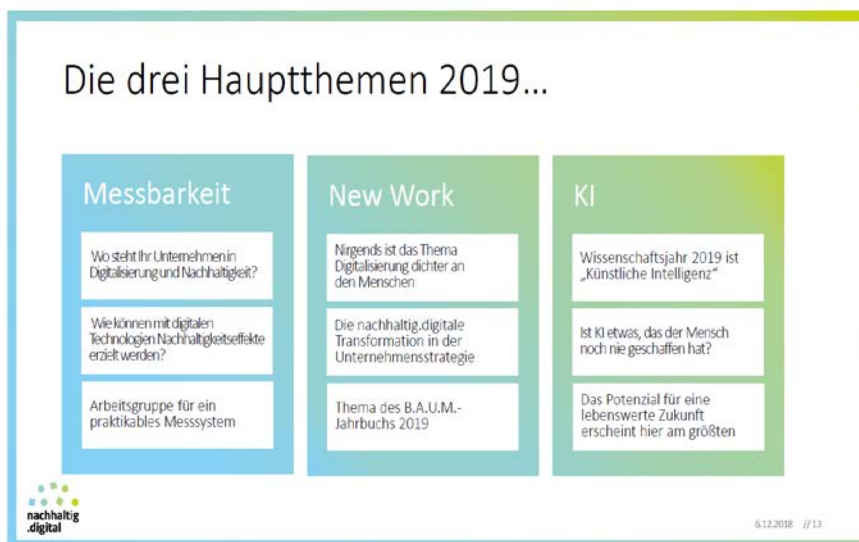 Die drei Hauptthemen 2019...
Messbarkeit
Wo steht Ihr Unternehmen in
Digitalisierung und Nachhaltigkeit?
Wie können mit digitalen
Technologien Nachhaltigkeitseffekte
erzielt werden?
Arbeitsgruppe für ein
praktikables Messsystem
New Work
Nirgends ist das Thema
Digitalisierung dichter an
den Menschen
Die nachhaltig.digitale
Transformation in der
Unternehmensstrategie
Thema des B.A.U.M.-
Jahrbuchs 2019
KI
Wissenschaftsjahr 2019 ist
„Künstliche Intelligenz“
Ist KI etwas, das der Mensch
noch nie geschaffen hat?
Das Potenzial für eine
lebenswerte Zukunft
erscheint hier am größten
nachhaltig
.digital
6.12.2018 // 13